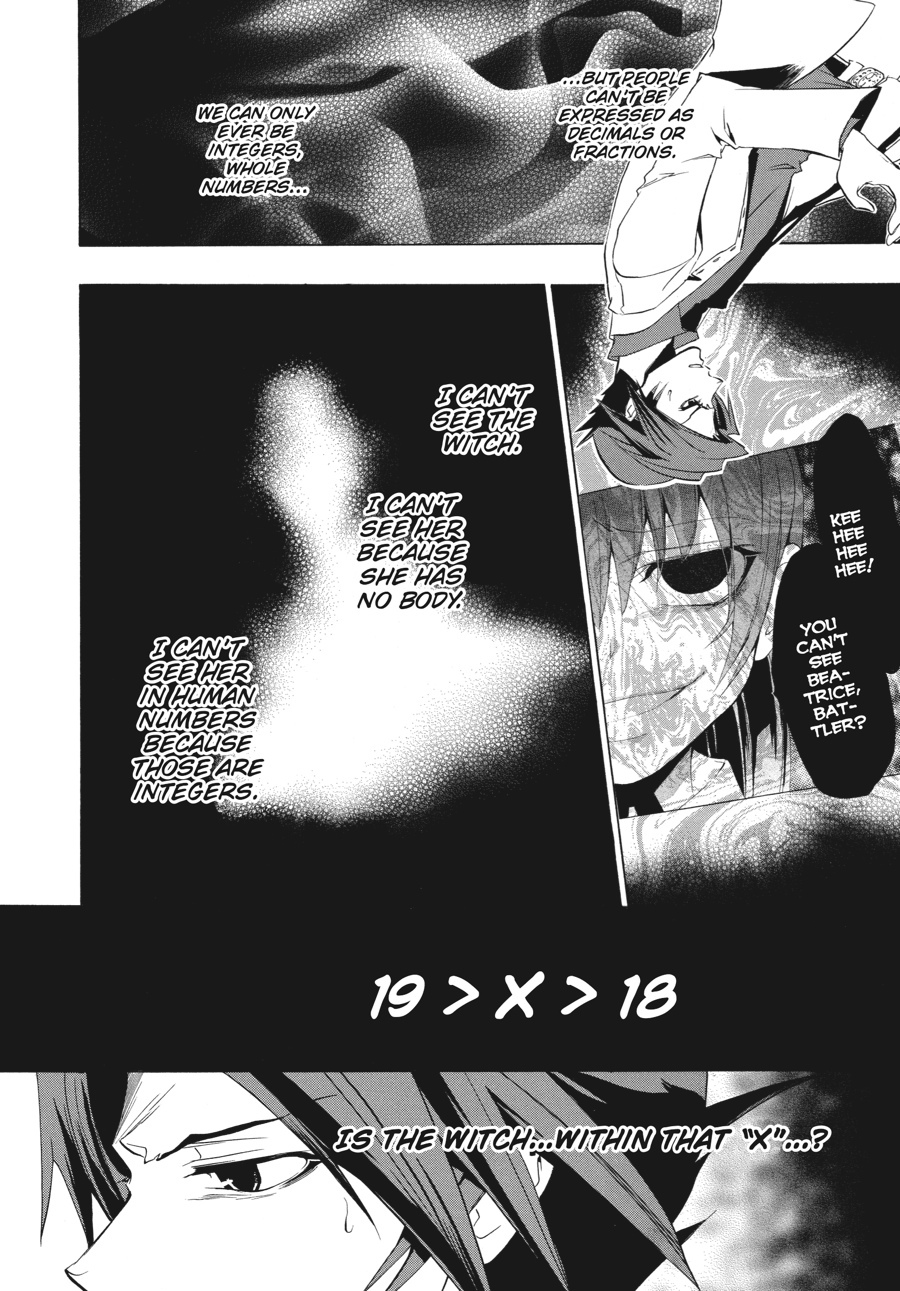 ...BUT PEOPLE
CAN'T BE
EXPRESSED AS
DECIMALS OR
FRACTIONS.
WE CAN ONLY
EVER BE
INTEGERS,
WHOLE
NUMBERS...
KEE
HEE
HEE
HEE!
YOU
CAN'T
SEE
BEA-
TRICE,
BAT-
TLER?
I CAN'T
SEE THE
WITCH.
I CAN'T
SEE HER
BECAUSE
SHE HAS
NO BODY.
I CAN'T
SEE HER
IN HUMAN
NUMBERS
BECAUSE
THOSE ARE
INTEGERS.
19 > X > 18
IS THE WITCH...WITHIN THAT "X"...?